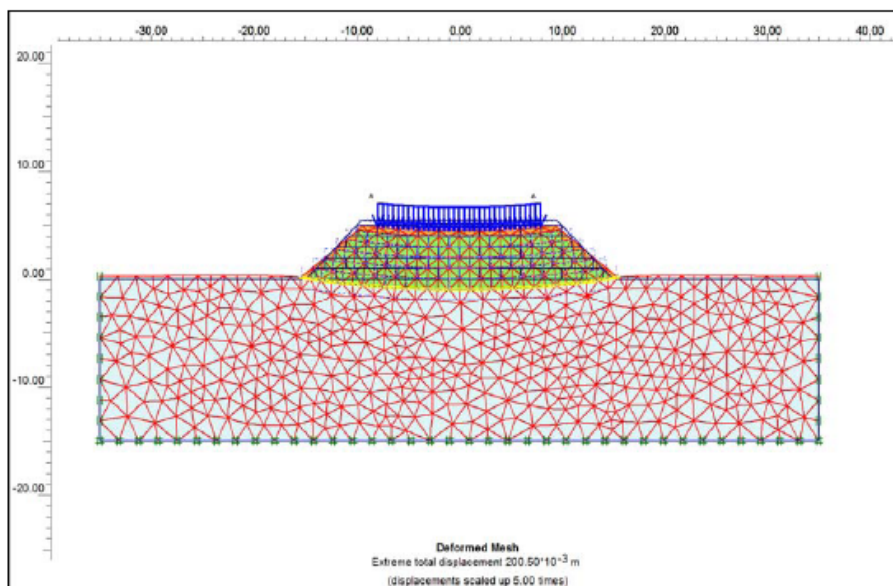 -30.00 -20.00 -10.00 0.00 10.00 20.00 30.00 40.00
20.00
10.00
A A
0.00
-10.00
-20.00
Deformed Mesh
Extreme total displacement 200.50*10-3 m
(displacements scaled up 5.00 times)